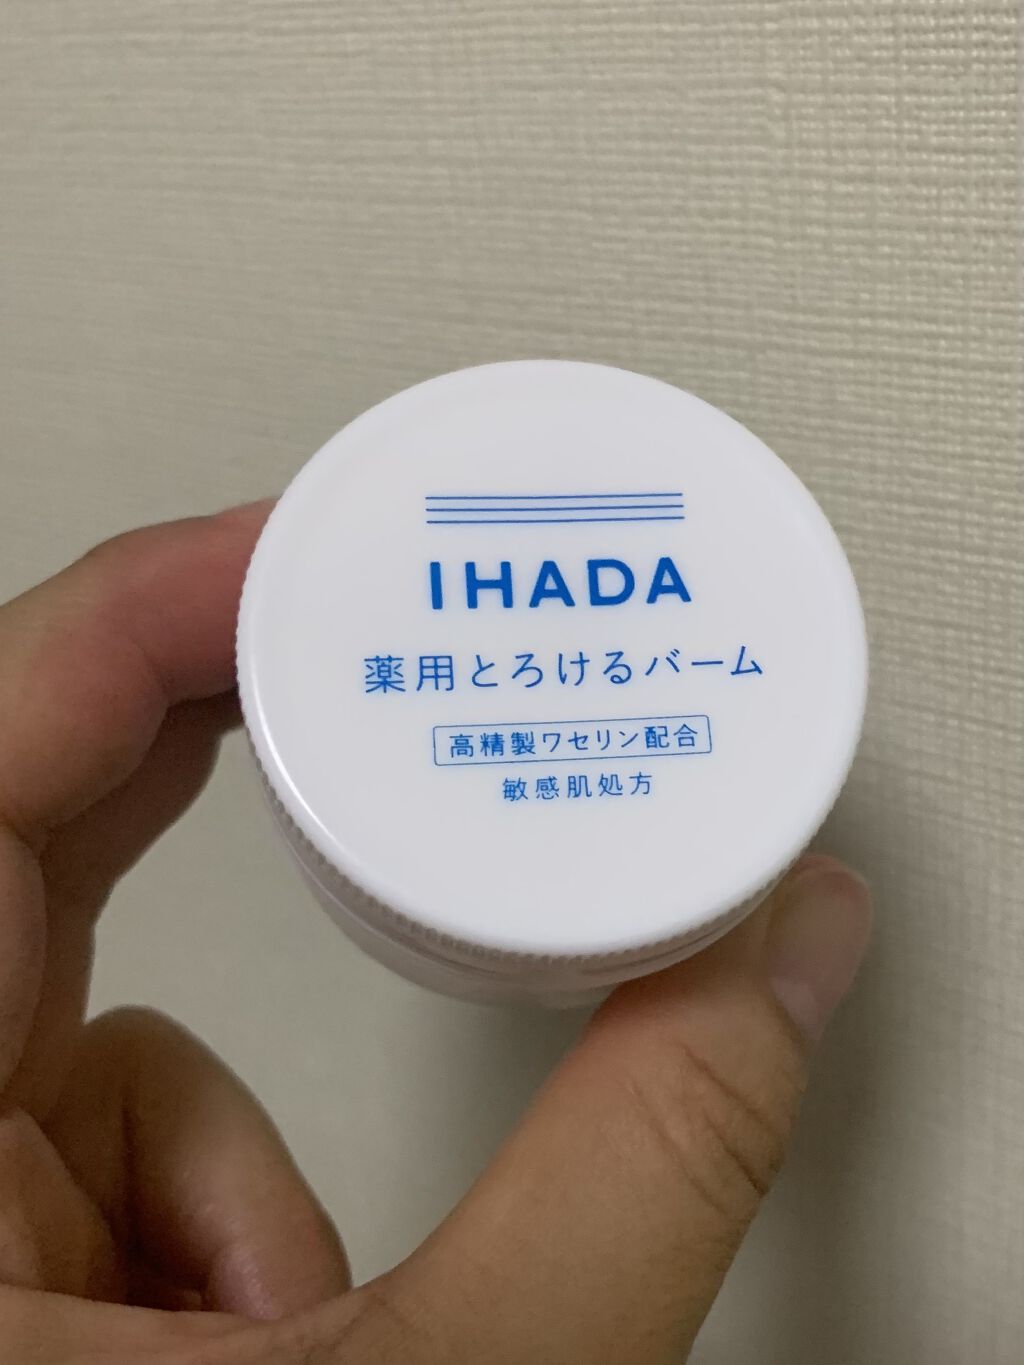 IHADA
薬用とろけるバーム
高精製ワセリン配合
敏感肌処方